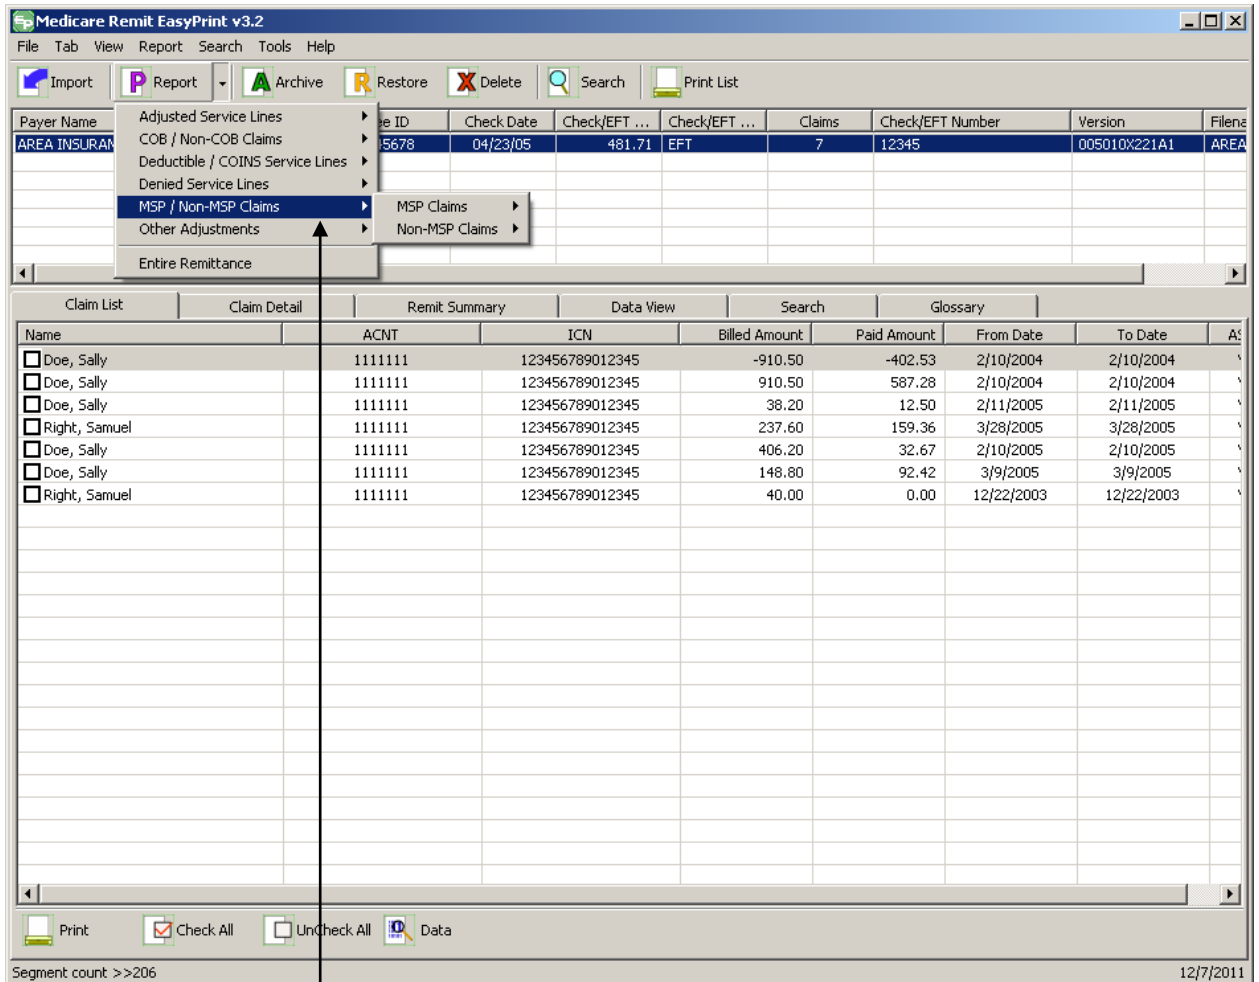 Medicare Remit EasyPrint v3.2
File Tab View Report Search Tools Help
Import Report Archive Restore Delete Search Print List
Payer Name ee ID Check Date Check/EFT ... Check/EFT ... Claims Check/EFT Number Version Filena
AREA INSURAN 5678 04/23/05 481.71 EFT 7 12345 005010X221A1 AREA
Adjusted Service Lines
COB / Non-COB Claims
Deductible / COINS Service Lines
Denied Service Lines
MSP / Non-MSP Claims
Other Adjustments
Entire Remittance
MSP Claims
Non-MSP Claims
Claim List Claim Detail Remit Summary Data View Search Glossary
Name ACNT ICN Billed Amount Paid Amount From Date To Date AS
Doe, Sally 1111111 123456789012345 -910.50 -402.53 2/10/2004 2/10/2004
Doe, Sally 1111111 123456789012345 910.50 587.28 2/10/2004 2/10/2004
Doe, Sally 1111111 123456789012345 38.20 12.50 2/11/2005 2/11/2005
Right, Samuel 1111111 123456789012345 237.60 159.36 3/28/2005 3/28/2005
Doe, Sally 1111111 123456789012345 406.20 32.67 2/10/2005 2/10/2005
Doe, Sally 1111111 123456789012345 148.80 92.42 3/9/2005 3/9/2005
Right, Samuel 1111111 123456789012345 40.00 0.00 12/22/2003 12/22/2003
Print Check All UnCheck All Data
Segment count >>206 12/7/2011